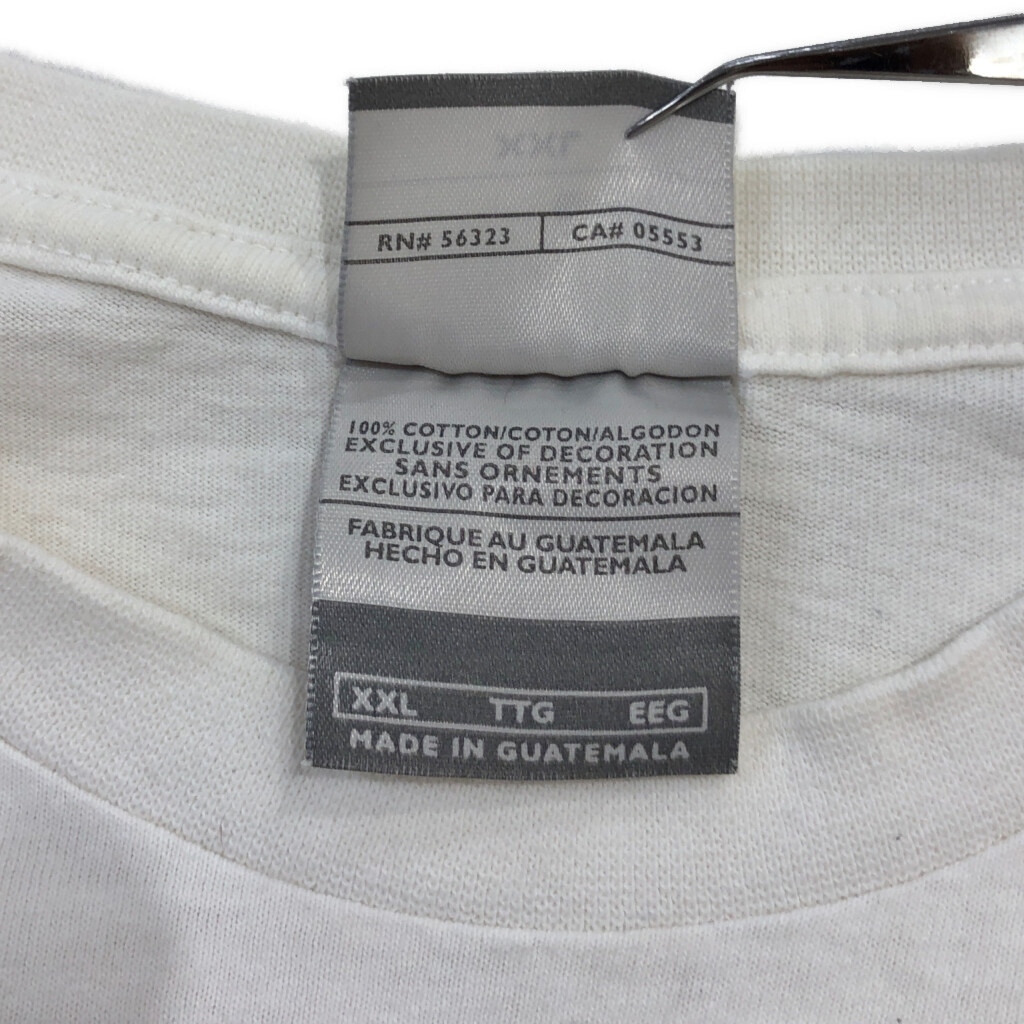 RN# 56323 CA# 05553
100% COTTON/COTON/ALGODON
EXCLUSIVE OF DECORATION
SANS ORNEMENTS
EXCLUSIVO PARA DECORACION
FABRIQUE AU GUATEMALA
HECHO EN GUATEMALA
XXL TTG EEG
MADE IN GUATEMALA